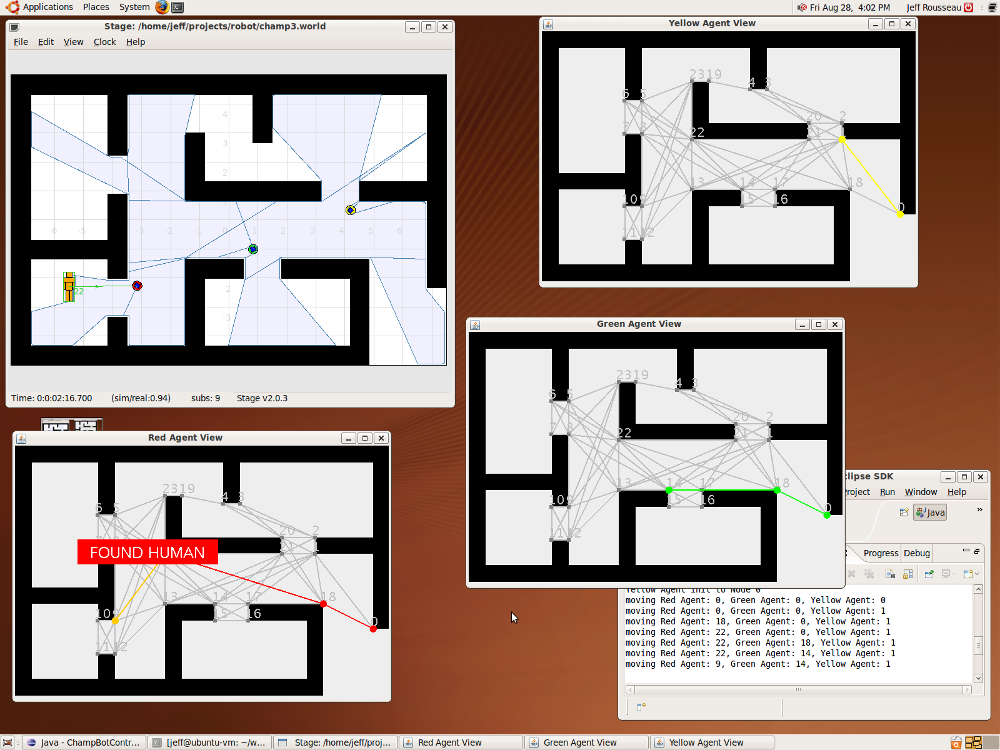 Applications Places System
Fri Aug 28, 4:02 PM Jeff Rousseau
Stage: /home/jeff/projects/robot/champ3.world
File Edit View Clock Help
4
3
2
1
-6 -5 -3 -2 -1 0 1 2 3 4 5 6
-2
-3
22
Time: 0:0:02:16.700 (sim/real:0.94) subs: 9 Stage v2.0.3
Yellow Agent View
23 19
4 3
6 5
20 2
7 8 22 21 1
13 14 17 18
10 9 15 16 0
11 12
Green Agent View
23 19
4 3
6 5
20 2
7 8 22 21 1
13 14 17 18
10 9 15 16 0
11 12
Red Agent View
23 19
4 3
6 5
20 2
FOUND HUMAN
21 1
13 14 17 18
10 9 15 16 0
11 12
clipse SDK
Project Run Window Help
Java »
Progress Debug
Yellow Agent init to Node 0
moving Red Agent: 0, Green Agent: 0, Yellow Agent: 0
moving Red Agent: 0, Green Agent: 0, Yellow Agent: 1
moving Red Agent: 18, Green Agent: 0, Yellow Agent: 1
moving Red Agent: 22, Green Agent: 0, Yellow Agent: 1
moving Red Agent: 22, Green Agent: 18, Yellow Agent: 1
moving Red Agent: 22, Green Agent: 14, Yellow Agent: 1
moving Red Agent: 9, Green Agent: 14, Yellow Agent: 1
Java - ChampBotContr... [jeff@ubuntu-vm: ~/w... Stage: /home/jeff/proj... Red Agent View Green Agent View Yellow Agent View